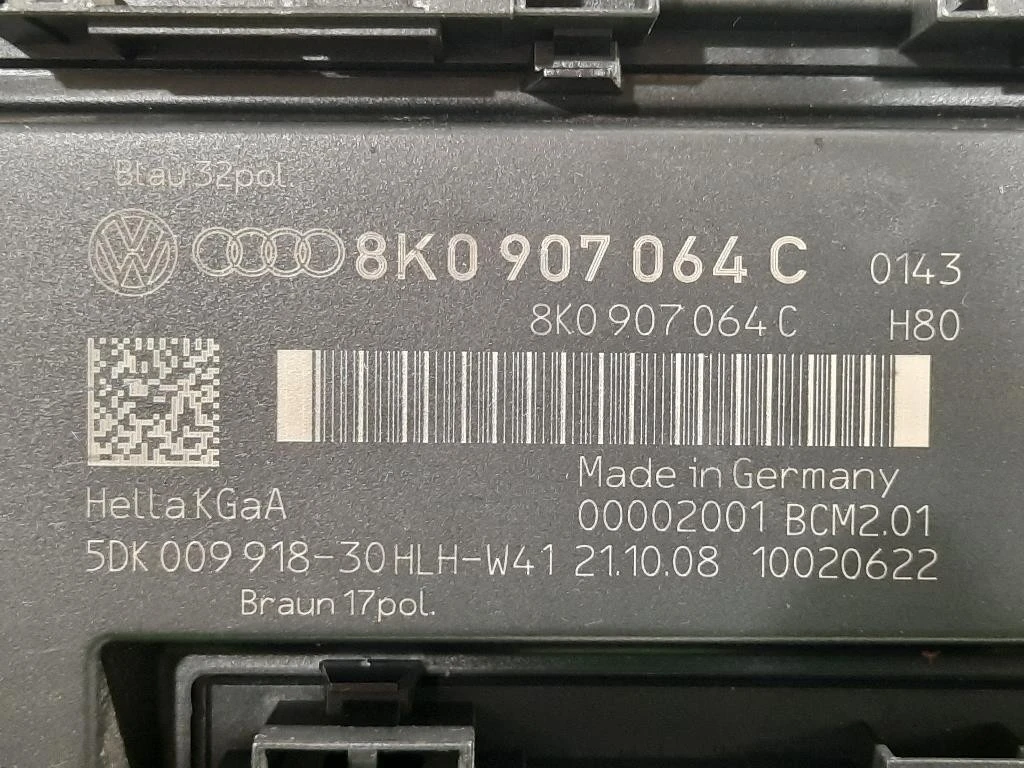 Blau 32pol
8K0 907 064 C 0143
8K0 907 064 C H80
Made in Germany
Hella KGaA 00002001 BCM2.01
5DK 009 918-30 HLH-W41 21.10.08 10020622
Braun 17pol.